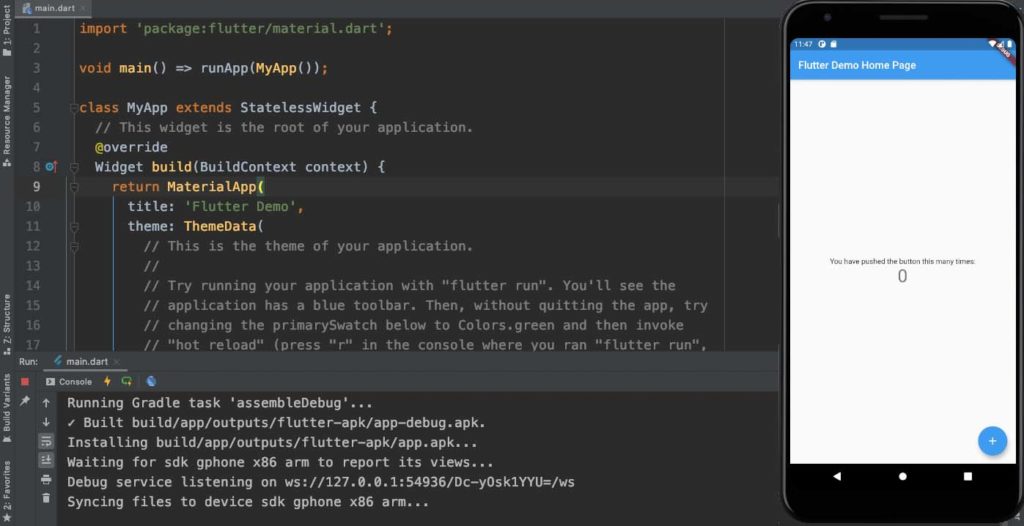 main.dart
1: Project
Resource Manager
Z: Structure
Build Variants
2: Favorites
1 import 'package:flutter/material.dart';
2
3 void main() => runApp(MyApp());
4
5 class MyApp extends StatelessWidget {
6 // This widget is the root of your application.
7 @override
8 Widget build(BuildContext context) {
9 return MaterialApp(
10 title: 'Flutter Demo',
11 theme: ThemeData(
12 // This is the theme of your application.
13 //
14 // Try running your application with "flutter run". You'll see the
15 // application has a blue toolbar. Then, without quitting the app, try
16 // changing the primarySwatch below to Colors.green and then invoke
17 // "hot reload" (press "r" in the console where you ran "flutter run",
Run: main.dart
Console
Running Gradle task 'assembleDebug'...
✓ Built build/app/outputs/flutter-apk/app-debug.apk.
Installing build/app/outputs/flutter-apk/app.apk...
Waiting for sdk gphone x86 arm to report its views...
Debug service listening on ws://127.0.0.1:54936/Dc-yOsk1YYU=/ws
Syncing files to device sdk gphone x86 arm...
11:47
DEBUG
Flutter Demo Home Page
You have pushed the button this many times:
0
+